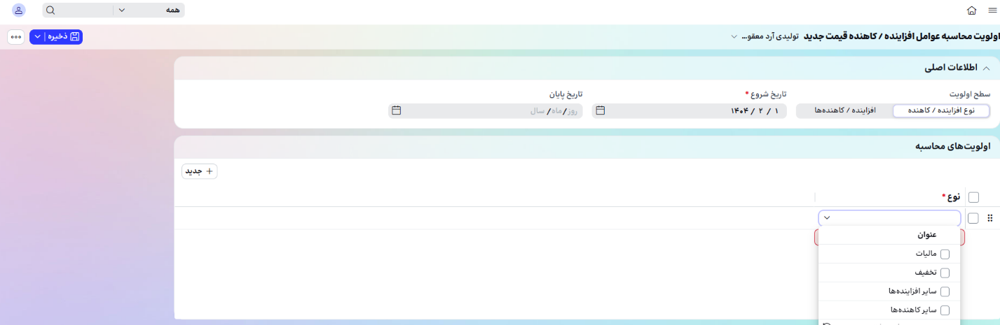 همه
اولویت محاسبه عوامل افزاینده / کاهنده قیمت جدید تولیدی آرد معقو...
ذخیره
اطلاعات اصلی
سطح اولویت
نوع افزاینده / کاهنده
افزاینده / کاهنده‌ها
تاریخ شروع *
۱ / ۲ / ۱۴۰۴
تاریخ پایان
روز/ماه/سال
اولویت‌های محاسبه
جدید
نوع *
عنوان
مالیات
تخفیف
سایر افزاینده‌ها
سایر کاهنده‌ها